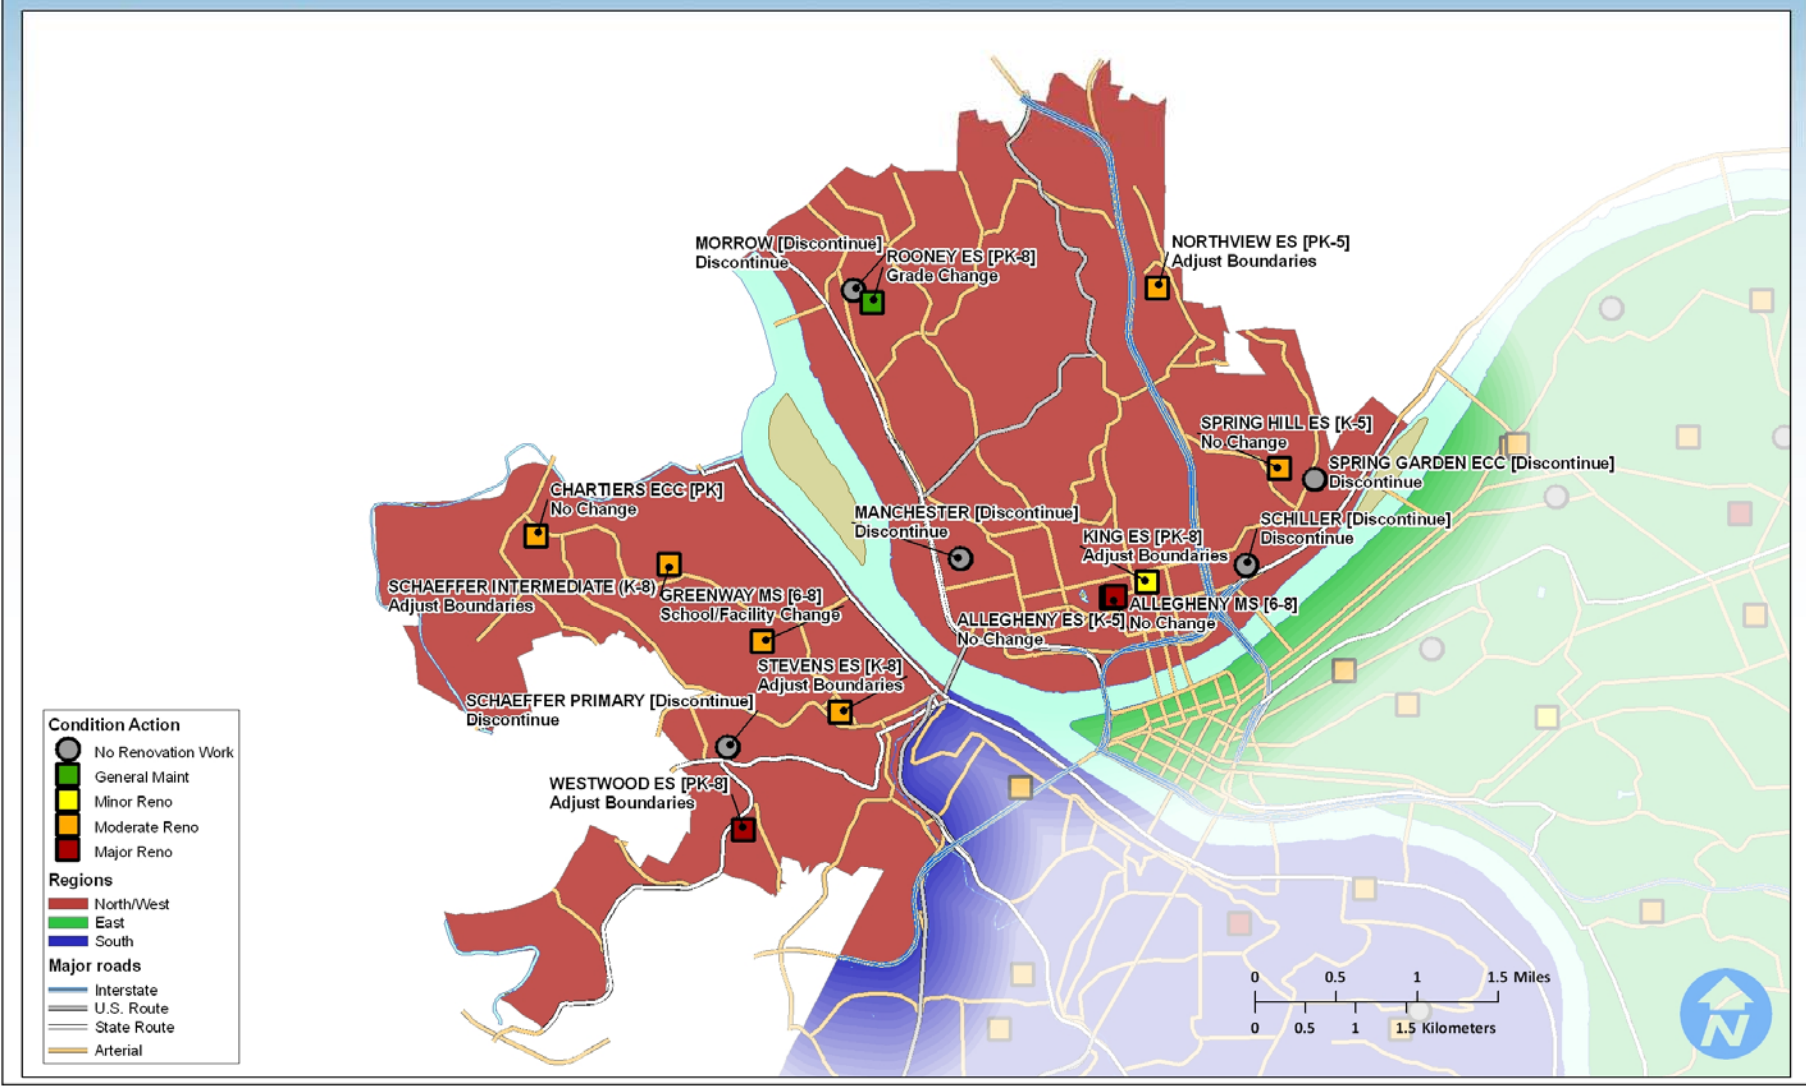 MORROW [Discontinue]
Discontinue
ROONEY ES [PK-8]
Grade Change
NORTHVIEW ES [PK-5]
Adjust Boundaries
SPRING HILL ES [K-5]
No Change
SPRING GARDEN ECC [Discontinue]
Discontinue
CHARTIERS ECC [PK]
No Change
MANCHESTER [Discontinue]
Discontinue
SCHILLER [Discontinue]
Discontinue
KING ES [PK-8]
Adjust Boundaries
SCHAEFFER INTERMEDIATE (K-8)
Adjust Boundaries
GREENWAY MS [6-8]
School/Facility Change
ALLEGHENY MS [6-8]
No Change
ALLEGHENY ES [K-5]
No Change
STEVENS ES [K-8]
Adjust Boundaries
SCHAEFFER PRIMARY [Discontinue]
Discontinue
WESTWOOD ES [PK-8]
Adjust Boundaries
Condition Action
No Renovation Work
General Maint
Minor Reno
Moderate Reno
Major Reno
Regions
North/West
East
South
Major roads
Interstate
U.S. Route
State Route
Arterial
0 0.5 1 1.5 Miles
0 0.5 1 1.5 Kilometers
N